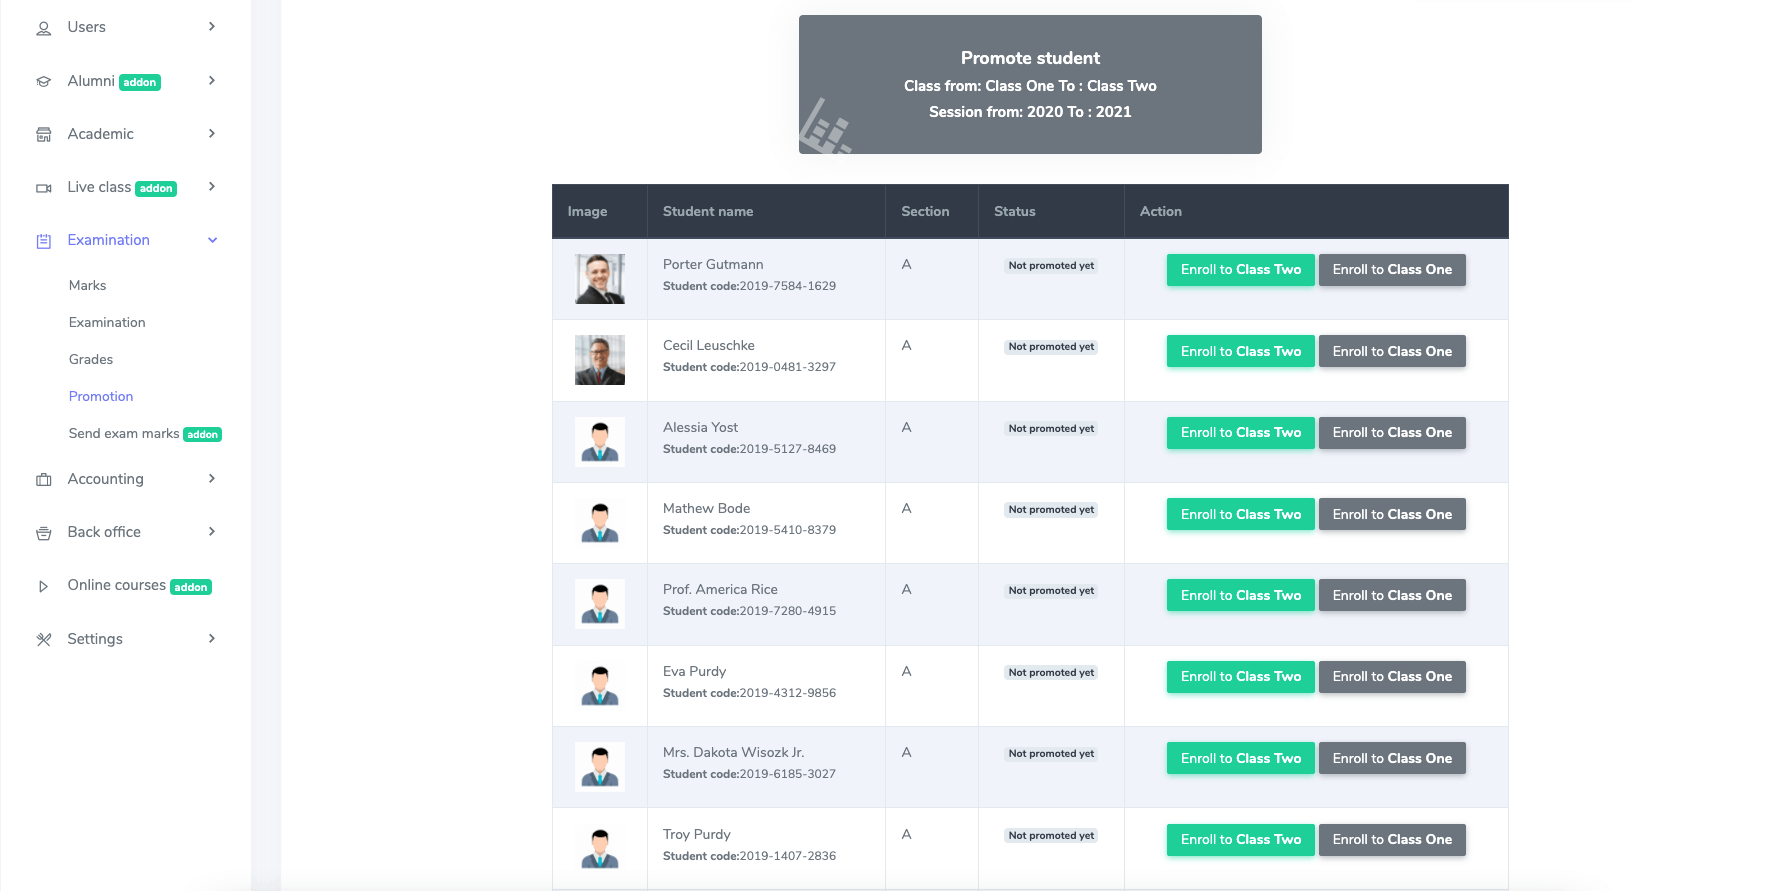 Users
Alumni addon
Academic
Live class addon
Examination
Marks
Examination
Grades
Promotion
Send exam marks addon
Accounting
Back office
Online courses addon
Settings
Promote student
Class from: Class One To : Class Two
Session from: 2020 To : 2021
Image Student name Section Status Action
Porter Gutmann A Not promoted yet Enroll to Class Two Enroll to Class One
Student code:2019-7584-1629
Cecil Leuschke A Not promoted yet Enroll to Class Two Enroll to Class One
Student code:2019-0481-3297
Alessia Yost A Not promoted yet Enroll to Class Two Enroll to Class One
Student code:2019-5127-8469
Mathew Bode A Not promoted yet Enroll to Class Two Enroll to Class One
Student code:2019-5410-8379
Prof. America Rice A Not promoted yet Enroll to Class Two Enroll to Class One
Student code:2019-7280-4915
Eva Purdy A Not promoted yet Enroll to Class Two Enroll to Class One
Student code:2019-4312-9856
Mrs. Dakota Wisozk Jr. A Not promoted yet Enroll to Class Two Enroll to Class One
Student code:2019-6185-3027
Troy Purdy A Not promoted yet Enroll to Class Two Enroll to Class One
Student code:2019-1407-2836